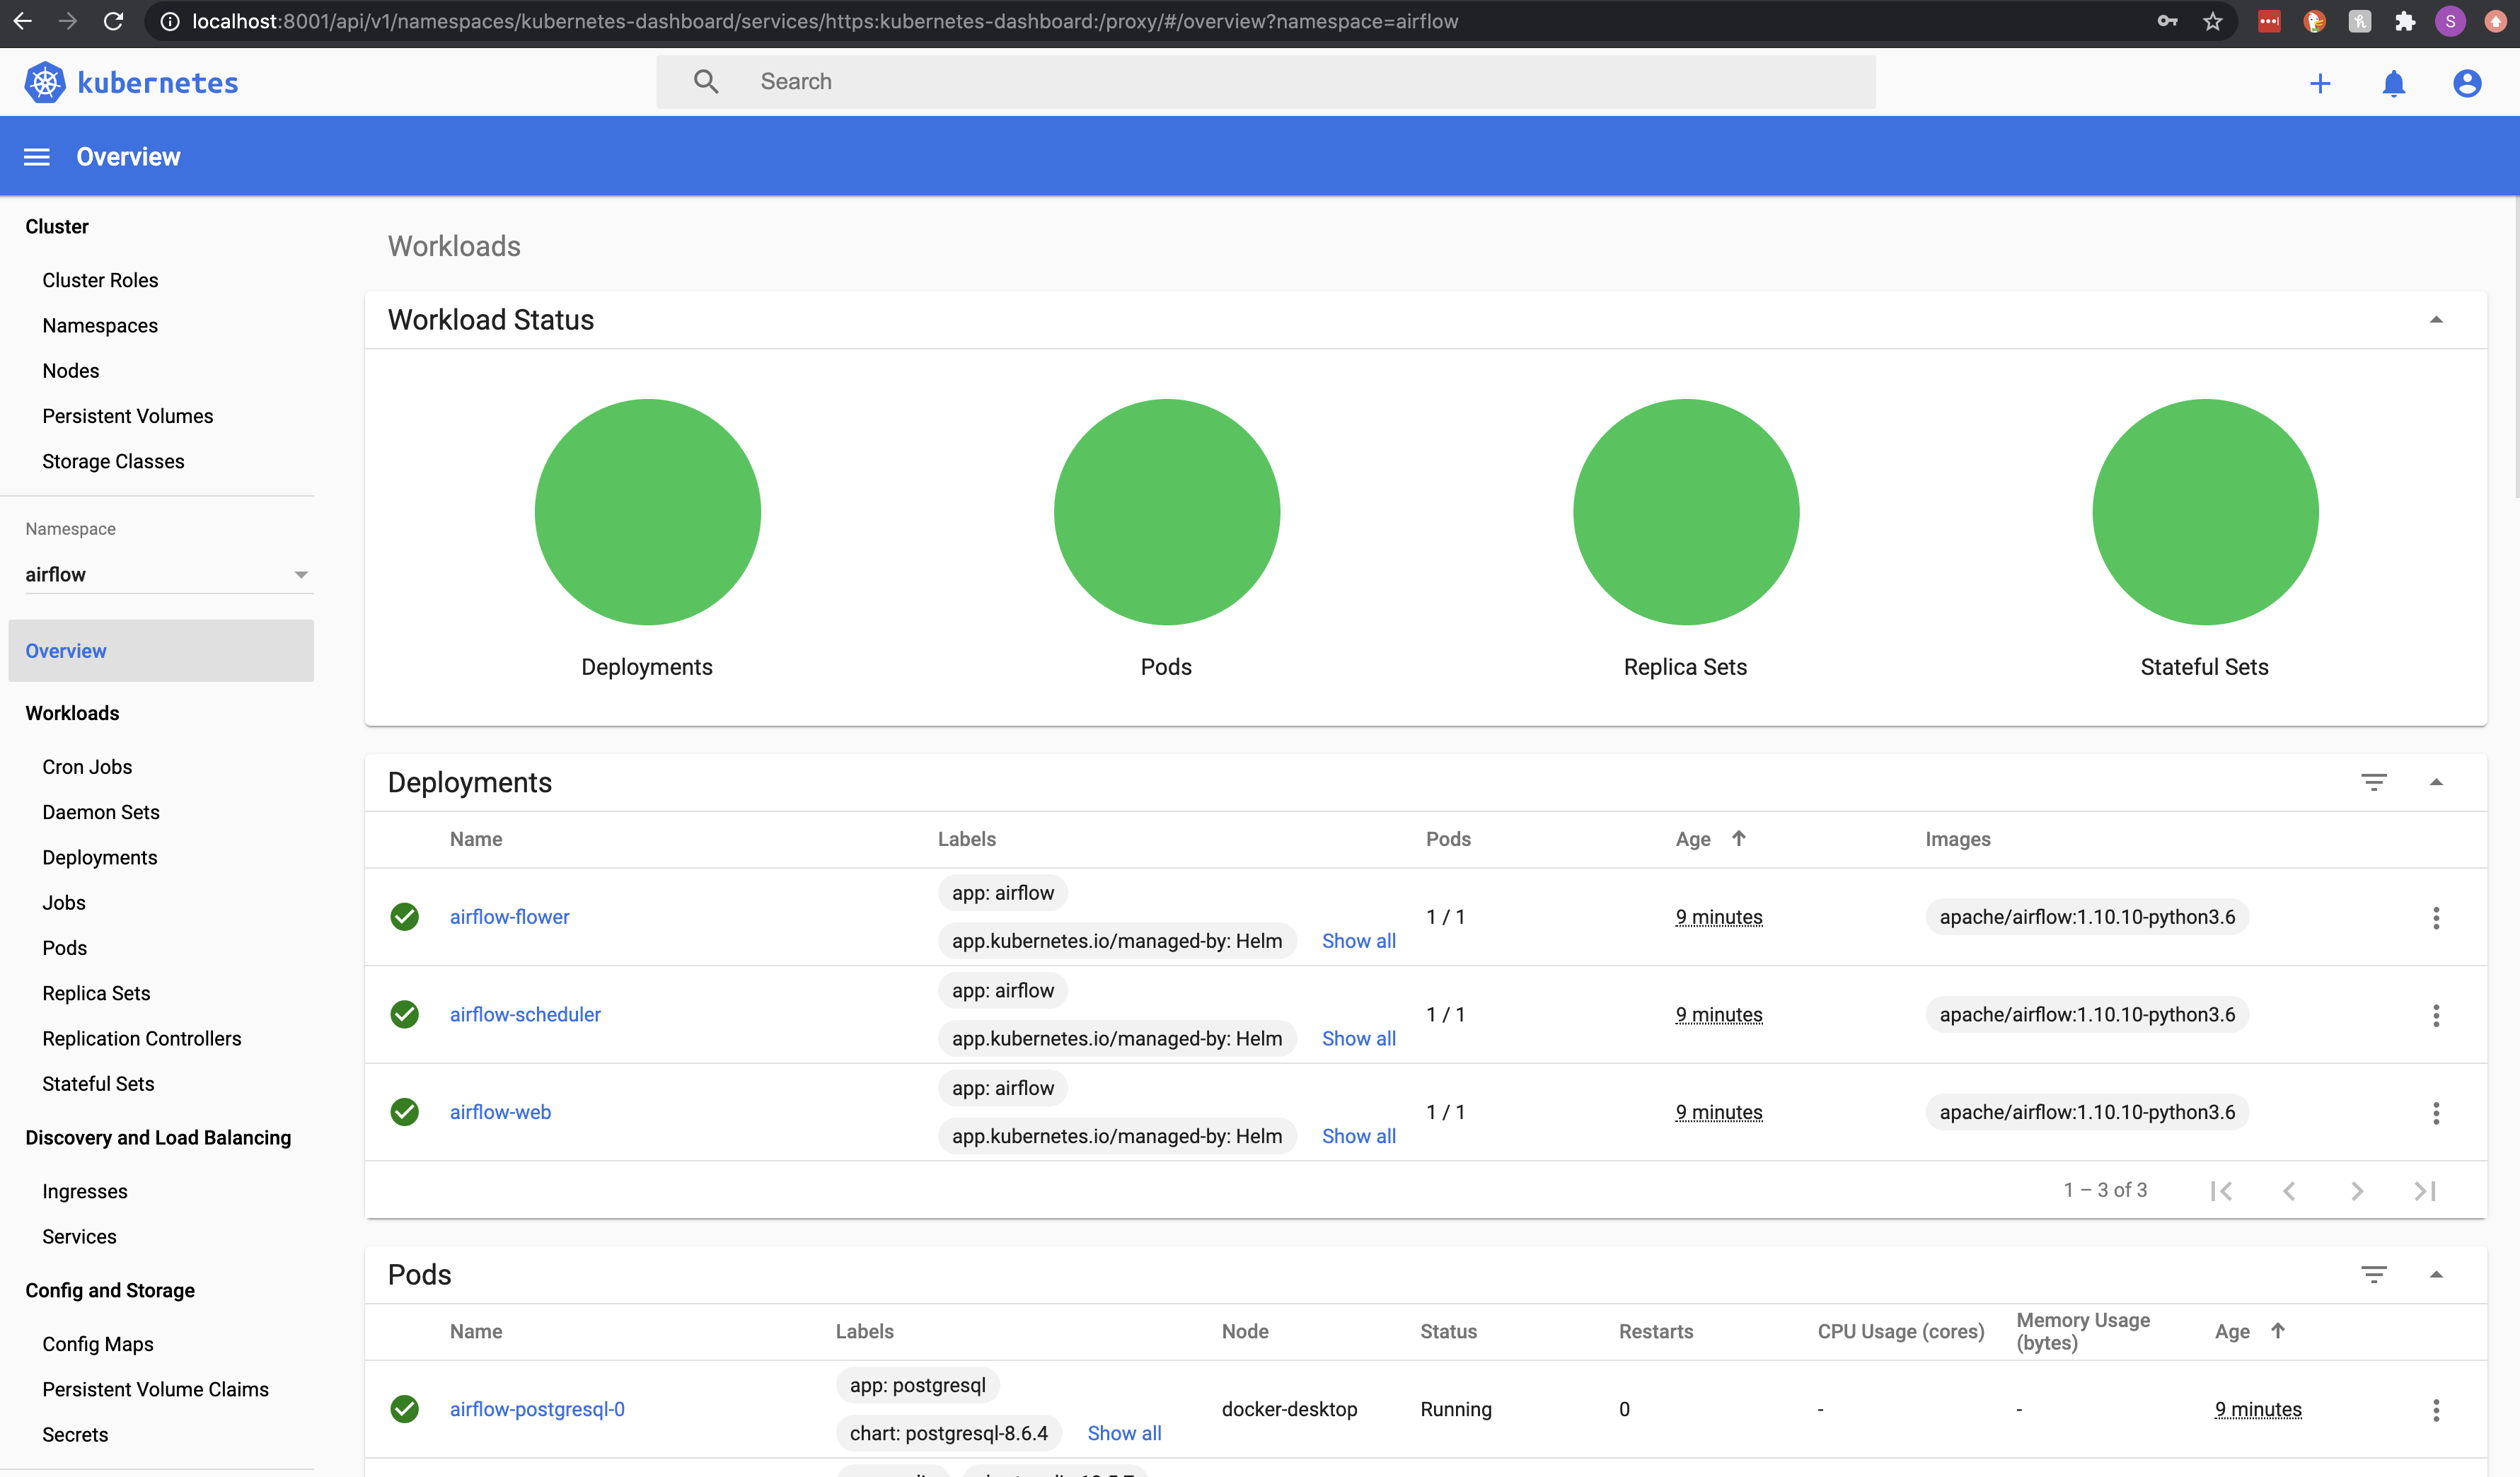 localhost:8001/api/v1/namespaces/kubernetes-dashboard/services/https:kubernetes-dashboard:/proxy/#/overview?namespace=airflow
S
kubernetes
Search
Overview
Cluster
Cluster Roles
Namespaces
Nodes
Persistent Volumes
Storage Classes
Namespace
airflow
Overview
Workloads
Cron Jobs
Daemon Sets
Deployments
Jobs
Pods
Replica Sets
Replication Controllers
Stateful Sets
Discovery and Load Balancing
Ingresses
Services
Config and Storage
Config Maps
Persistent Volume Claims
Secrets
Workloads
Workload Status
Deployments Pods Replica Sets Stateful Sets
Deployments
Name Labels Pods Age Images
app: airflow
airflow-flower 1 / 1 9 minutes apache/airflow:1.10.10-python3.6
app.kubernetes.io/managed-by: Helm Show all
app: airflow
airflow-scheduler 1 / 1 9 minutes apache/airflow:1.10.10-python3.6
app.kubernetes.io/managed-by: Helm Show all
app: airflow
airflow-web 1 / 1 9 minutes apache/airflow:1.10.10-python3.6
app.kubernetes.io/managed-by: Helm Show all
1 – 3 of 3
Pods
Name Labels Node Status Restarts CPU Usage (cores) Memory Usage (bytes) Age
app: postgresql
airflow-postgresql-0 docker-desktop Running 0 - - 9 minutes
chart: postgresql-8.6.4 Show all